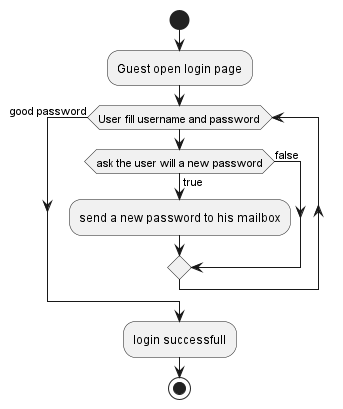 Guest open login page
good password
User fill username and password
ask the user will a new password
false
true
send a new password to his mailbox
login successfull